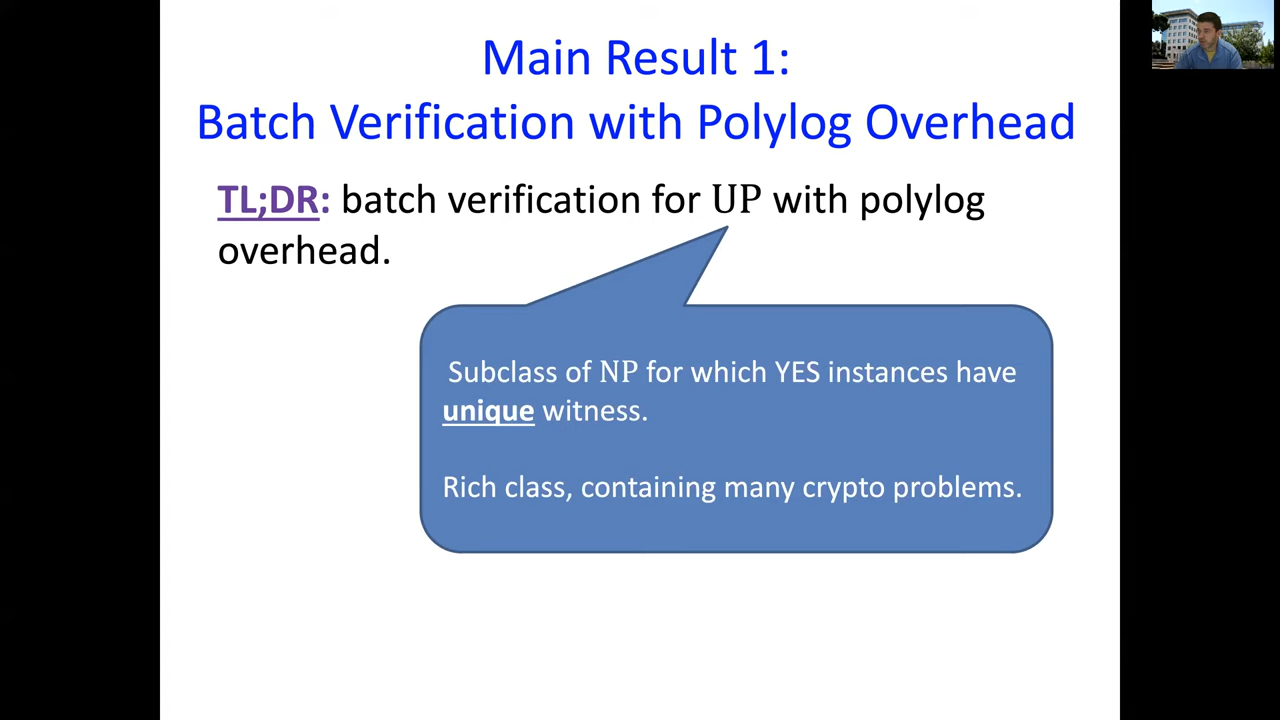 Main Result 1:
Batch Verification with Polylog Overhead
TL;DR: batch verification for UP with polylog
overhead.
Subclass of NP for which YES instances have
unique witness.
Rich class, containing many crypto problems.